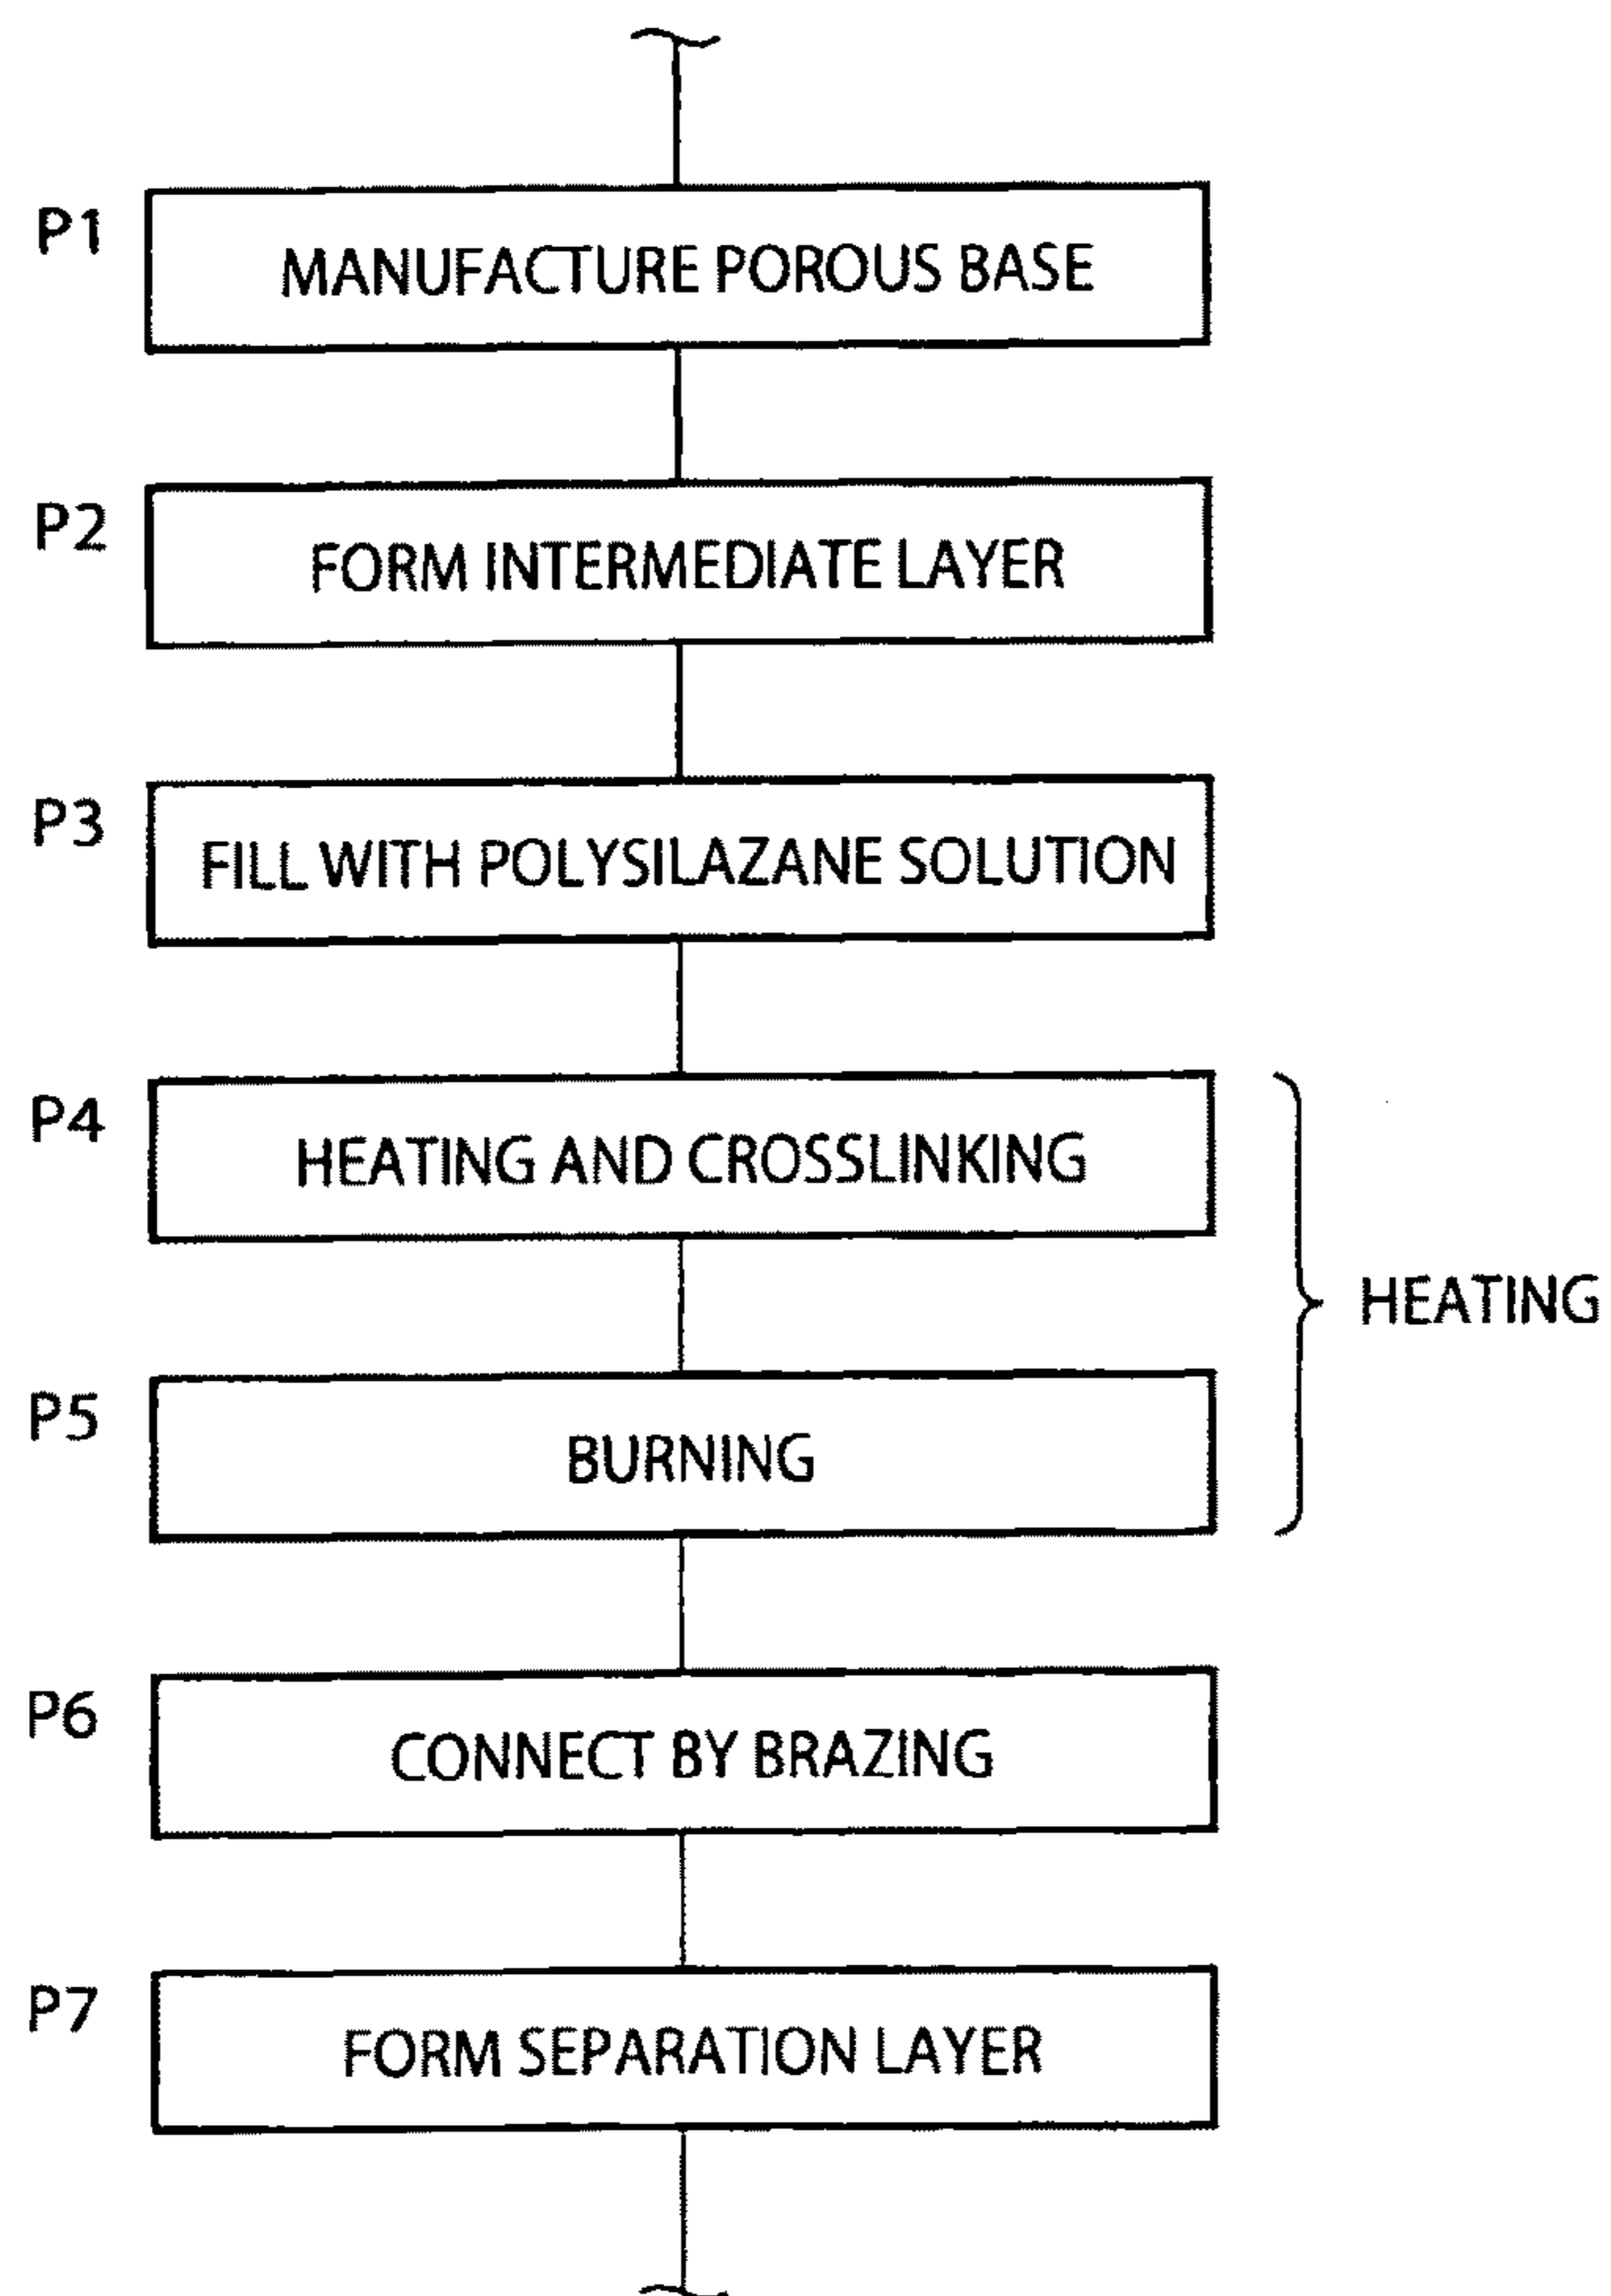 P1 MANUFACTURE POROUS BASE
P2 FORM INTERMEDIATE LAYER
P3 FILL WITH POLYSILAZANE SOLUTION
P4 HEATING AND CROSSLINKING
HEATING
P5 BURNING
P6 CONNECT BY BRAZING
P7 FORM SEPARATION LAYER